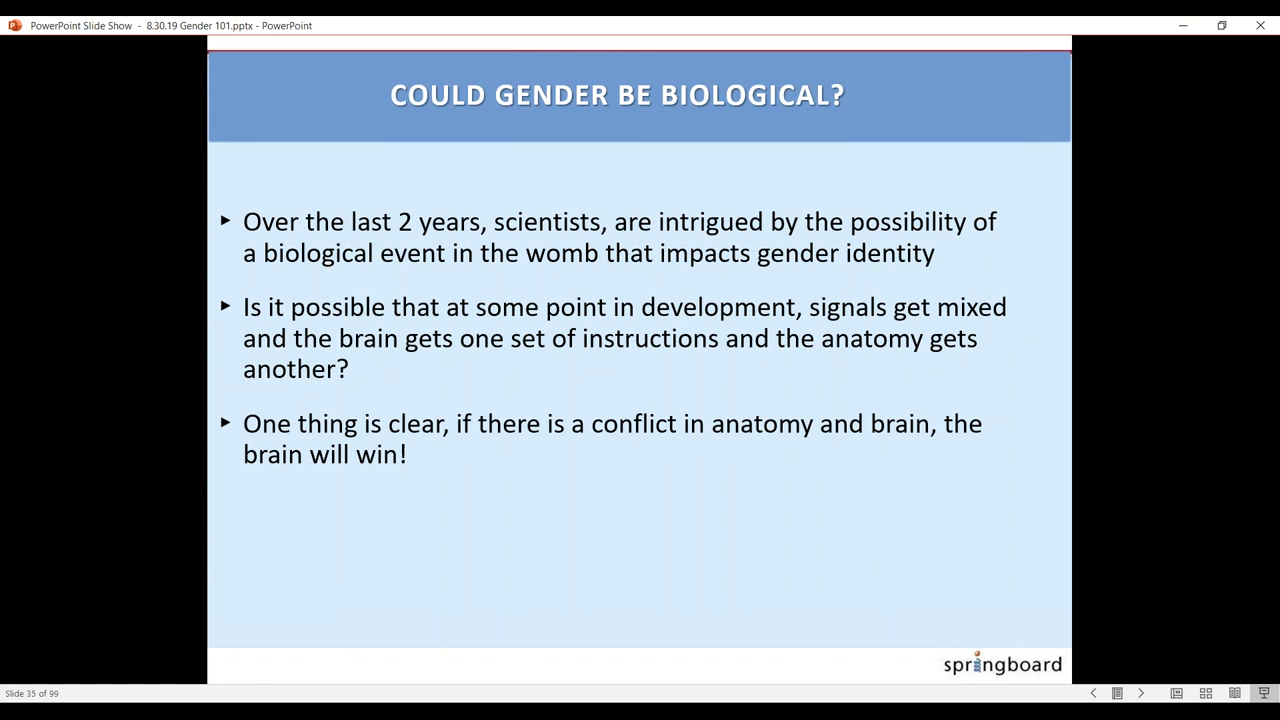 PowerPoint Slide Show - 8.30.19 Gender 101.pptx - PowerPoint
COULD GENDER BE BIOLOGICAL?
Over the last 2 years, scientists, are intrigued by the possibility of
a biological event in the womb that impacts gender identity
Is it possible that at some point in development, signals get mixed
and the brain gets one set of instructions and the anatomy gets
another?
One thing is clear, if there is a conflict in anatomy and brain, the
brain will win!
springboard
Slide 35 of 99